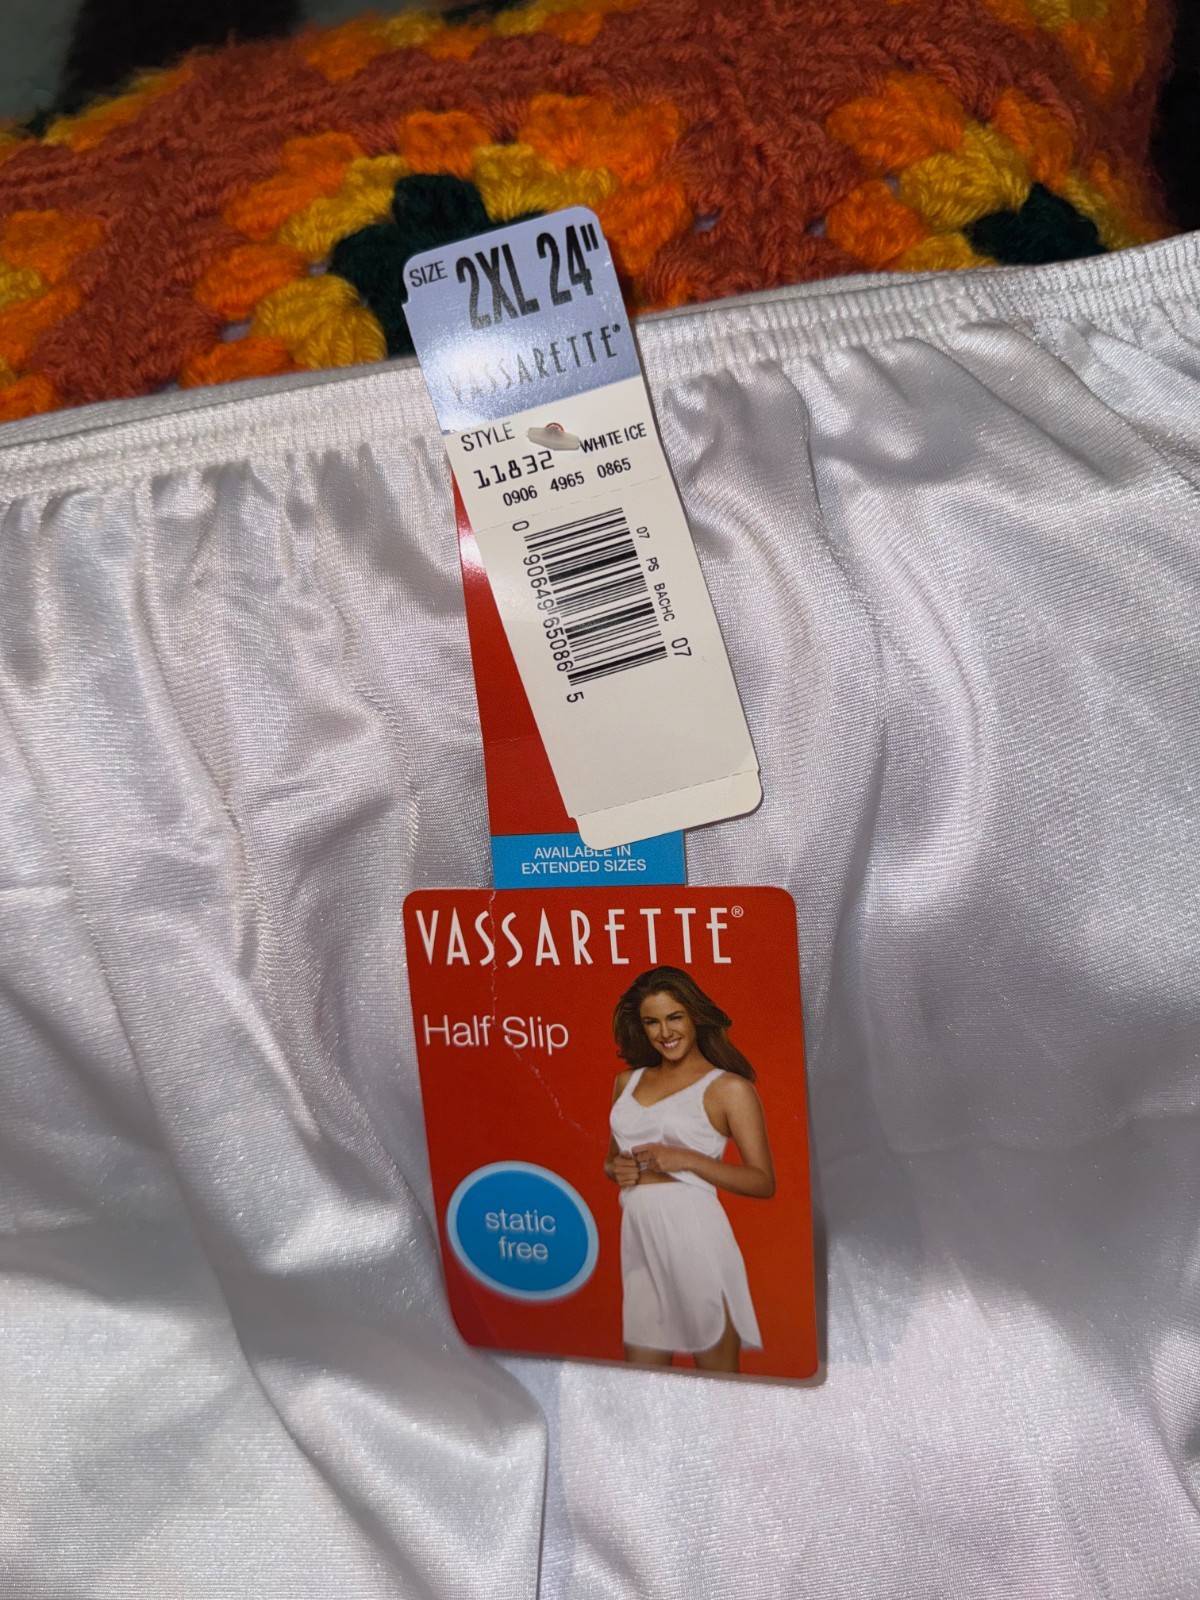 SIZE 2XL 24"
VASSARETTE®
STYLE
11832 WHITE ICE
0906 4965 0865
0 90649 65086 5
07 PS BACHC 07
AVAILABLE IN
EXTENDED SIZES
VASSARETTE®
Half Slip
static
free